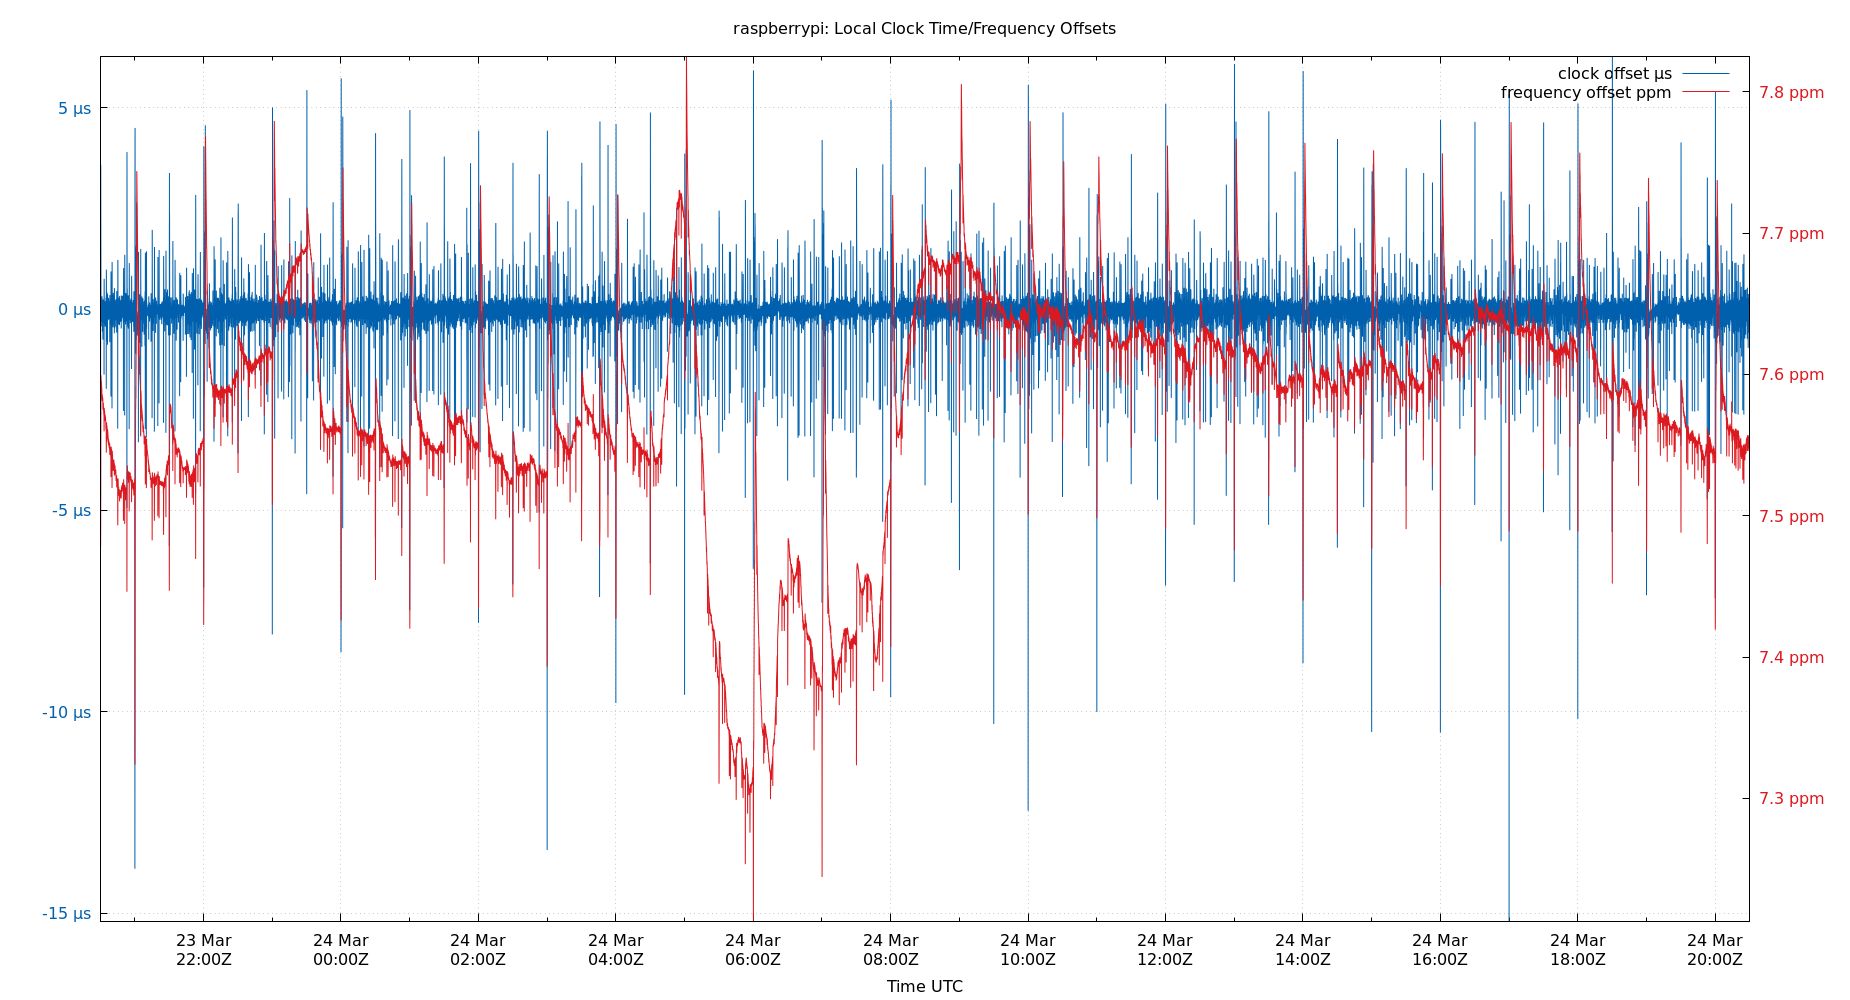 raspberrypi: Local Clock Time/Frequency Offsets
clock offset µs
frequency offset ppm
5 µs
0 µs
-5 µs
-10 µs
-15 µs
7.8 ppm
7.7 ppm
7.6 ppm
7.5 ppm
7.4 ppm
7.3 ppm
23 Mar 24 Mar 24 Mar 24 Mar 24 Mar 24 Mar 24 Mar 24 Mar 24 Mar 24 Mar 24 Mar 24 Mar
22:00Z 00:00Z 02:00Z 04:00Z 06:00Z 08:00Z 10:00Z 12:00Z 14:00Z 16:00Z 18:00Z 20:00Z
Time UTC